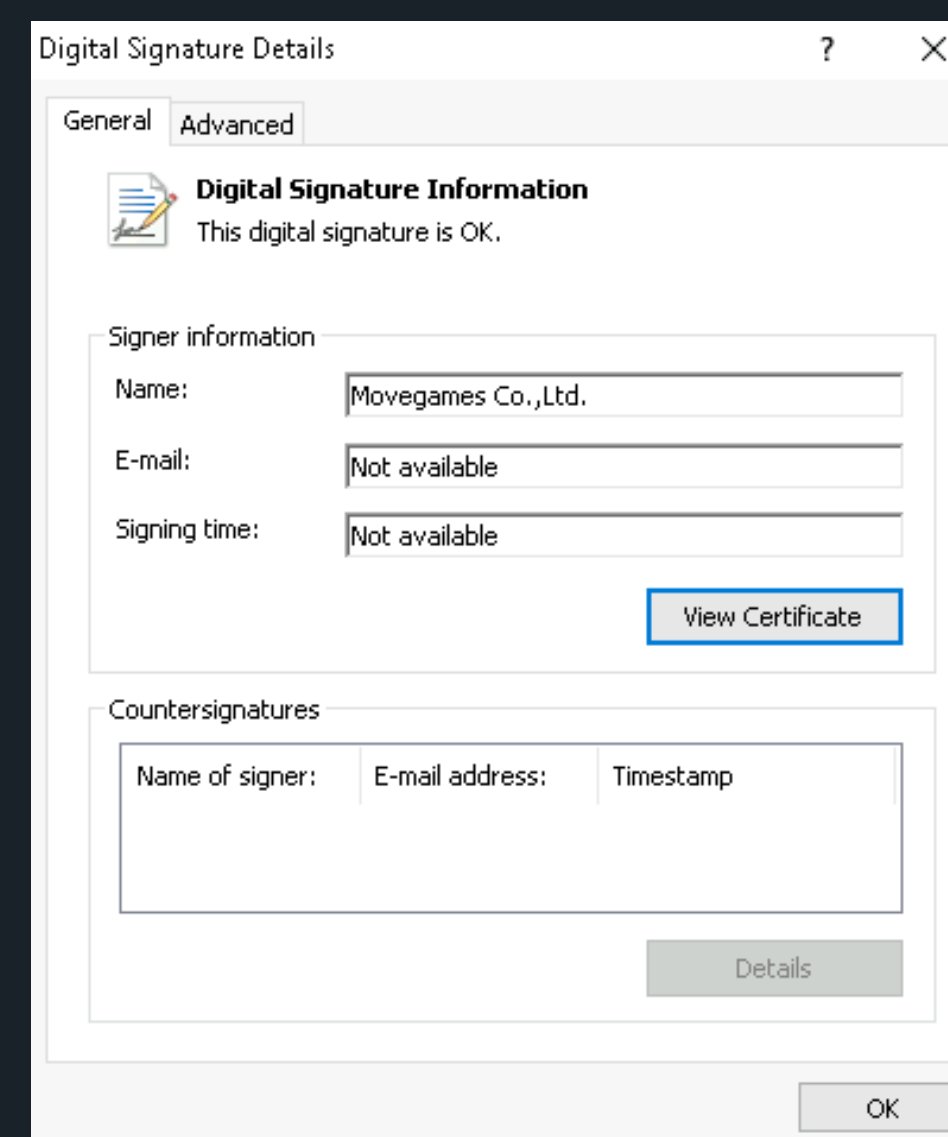 Digital Signature Details ?
General Advanced
Digital Signature Information
This digital signature is OK.
Signer information
Name: Movegames Co.,Ltd.
E-mail: Not available
Signing time: Not available
View Certificate
Countersignatures
Name of signer: E-mail address: Timestamp
Details
OK